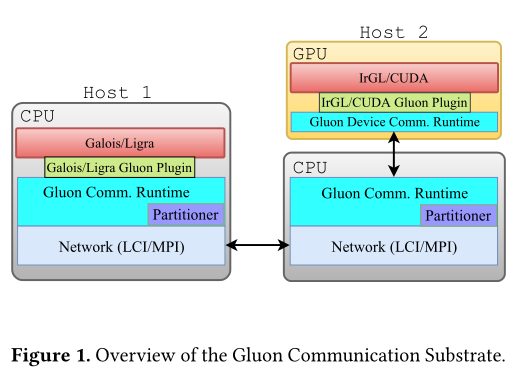 Host 1
CPU
Galois/Ligra
Galois/Ligra Gluon Plugin
Gluon Comm. Runtime
Partitioner
Network (LCI/MPI)
Host 2
GPU
IrGL/CUDA
IrGL/CUDA Gluon Plugin
Gluon Device Comm. Runtime
CPU
Gluon Comm. Runtime
Partitioner
Network (LCI/MPI)
Figure 1. Overview of the Gluon Communication Substrate.